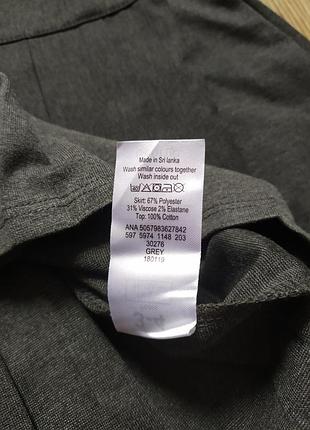 Made in Sri lanka
Wash similar colours together
Wash inside out
Skirt: 67% Polyester
31% Viscose 2% Elastane
Top: 100% Cotton
ANA 5057983627842
597 5974 1148 203
30276
GREY
180119